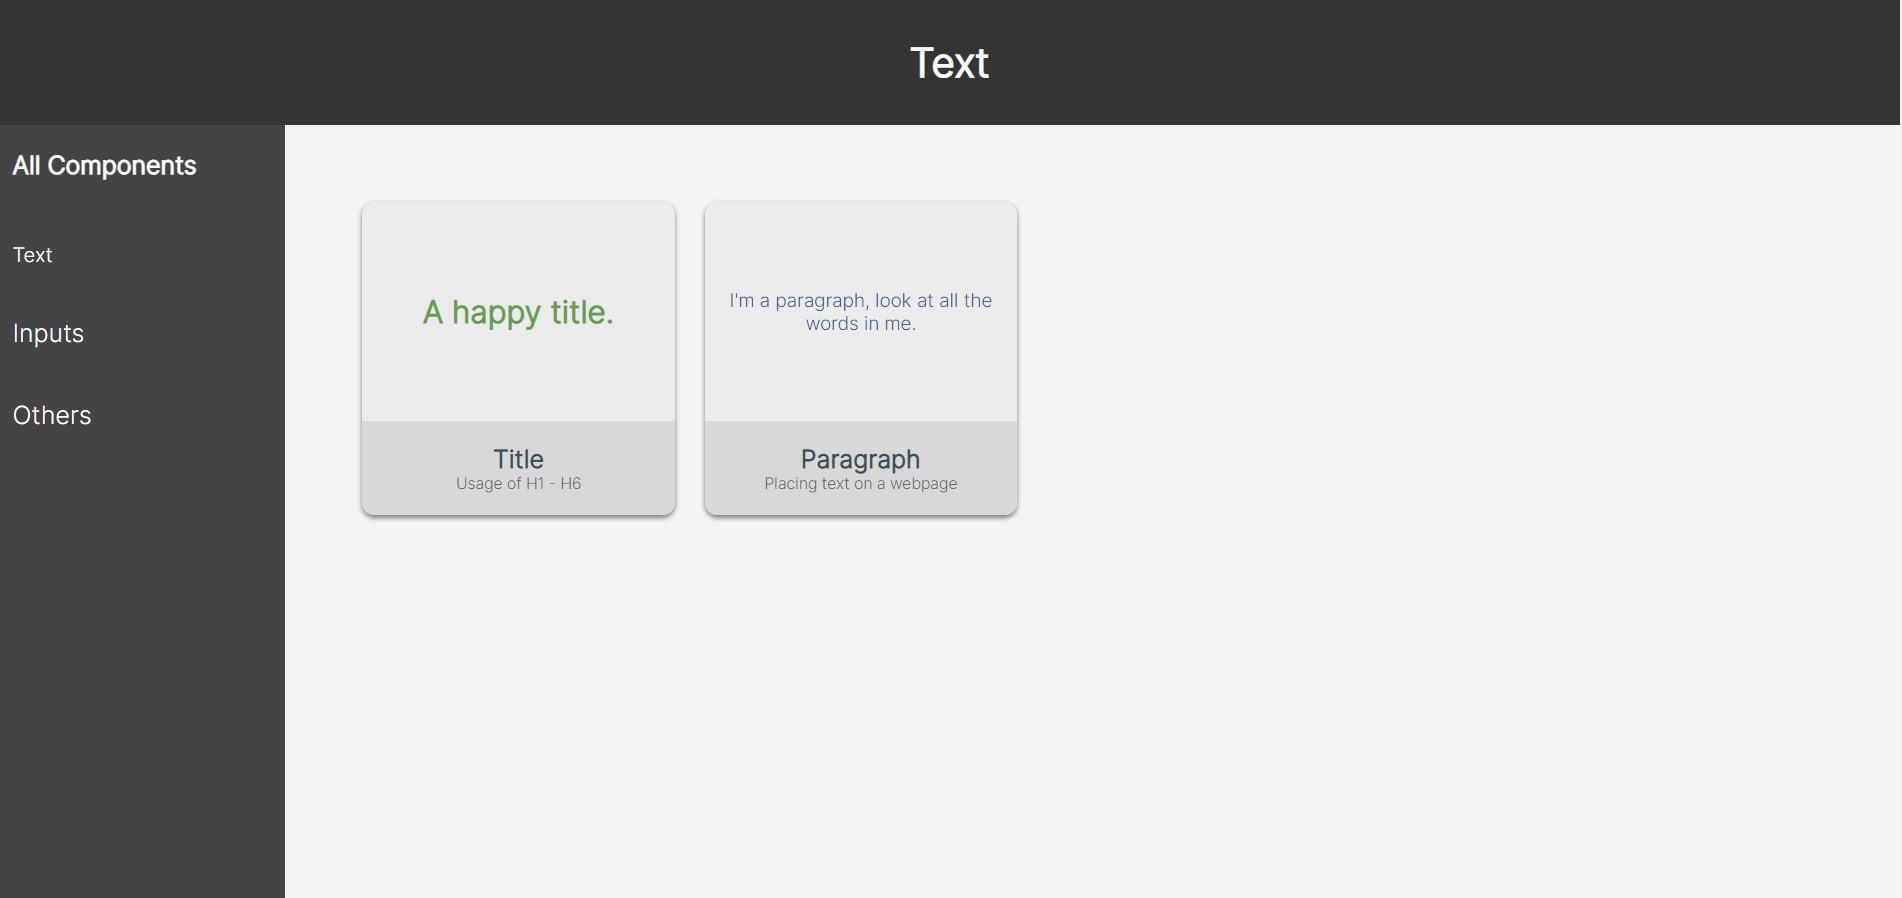 Text
All Components
Text
Inputs
Others
A happy title.
Title
Usage of H1 - H6
I'm a paragraph, look at all the
words in me.
Paragraph
Placing text on a webpage